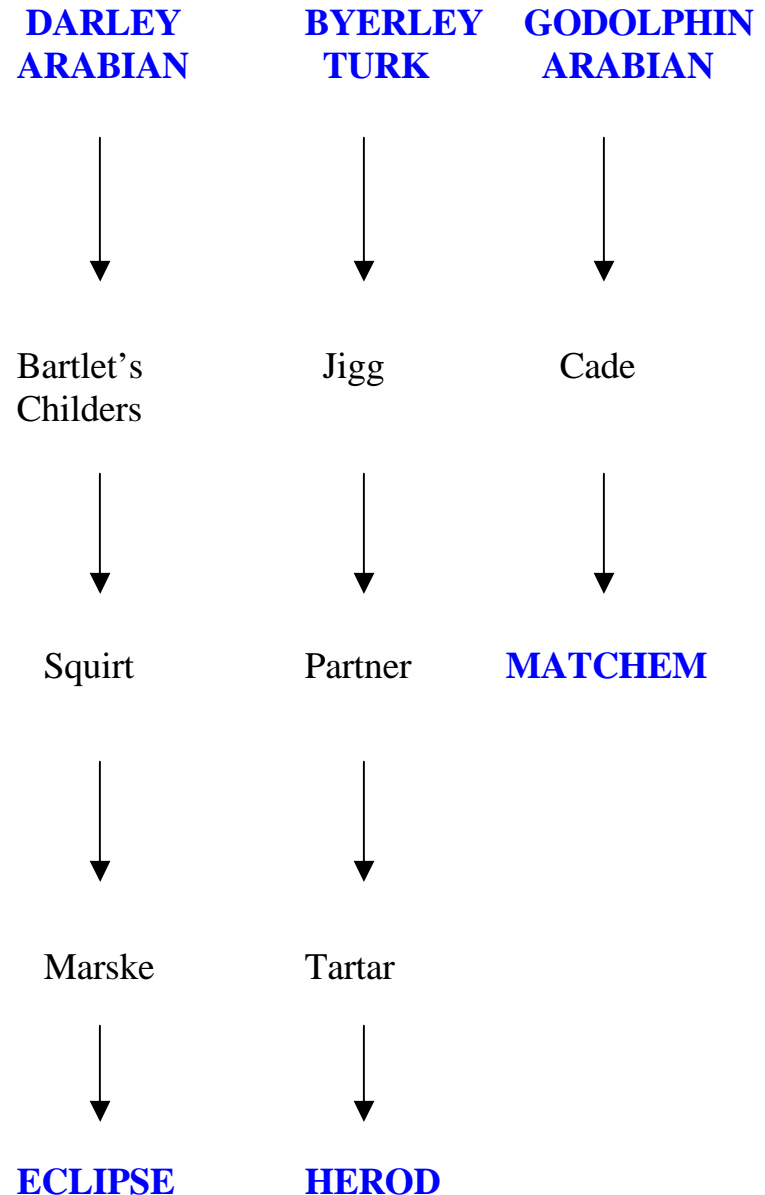 DARLEY BYERLEY GODOLPHIN
ARABIAN TURK ARABIAN
Bartlet’s Jigg Cade
Childers
Squirt Partner MATCHEM
Marske Tartar
ECLIPSE HEROD